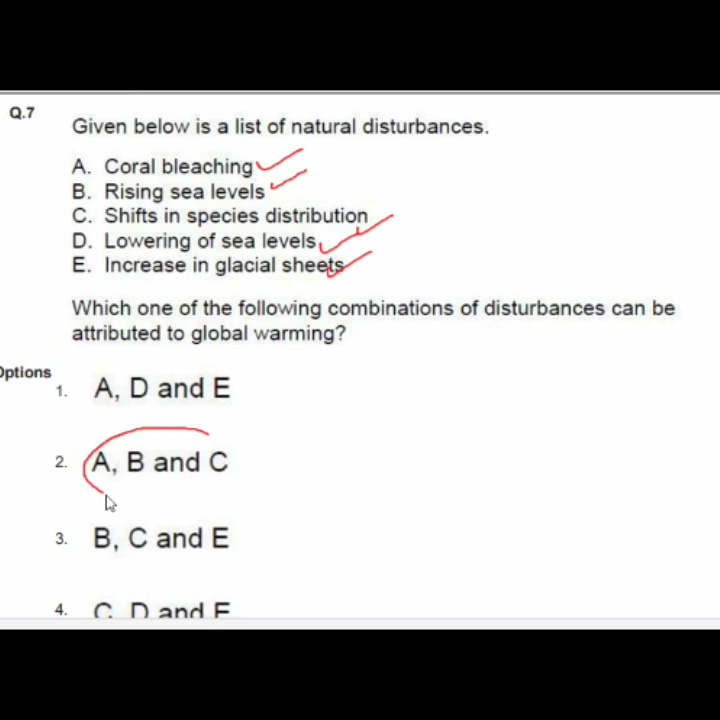 Q.7
Given below is a list of natural disturbances.
A. Coral bleaching
B. Rising sea levels
C. Shifts in species distribution
D. Lowering of sea levels
E. Increase in glacial sheets
Which one of the following combinations of disturbances can be
attributed to global warming?
Options
1. A, D and E
2. A, B and C
3. B, C and E
4. C, D and E